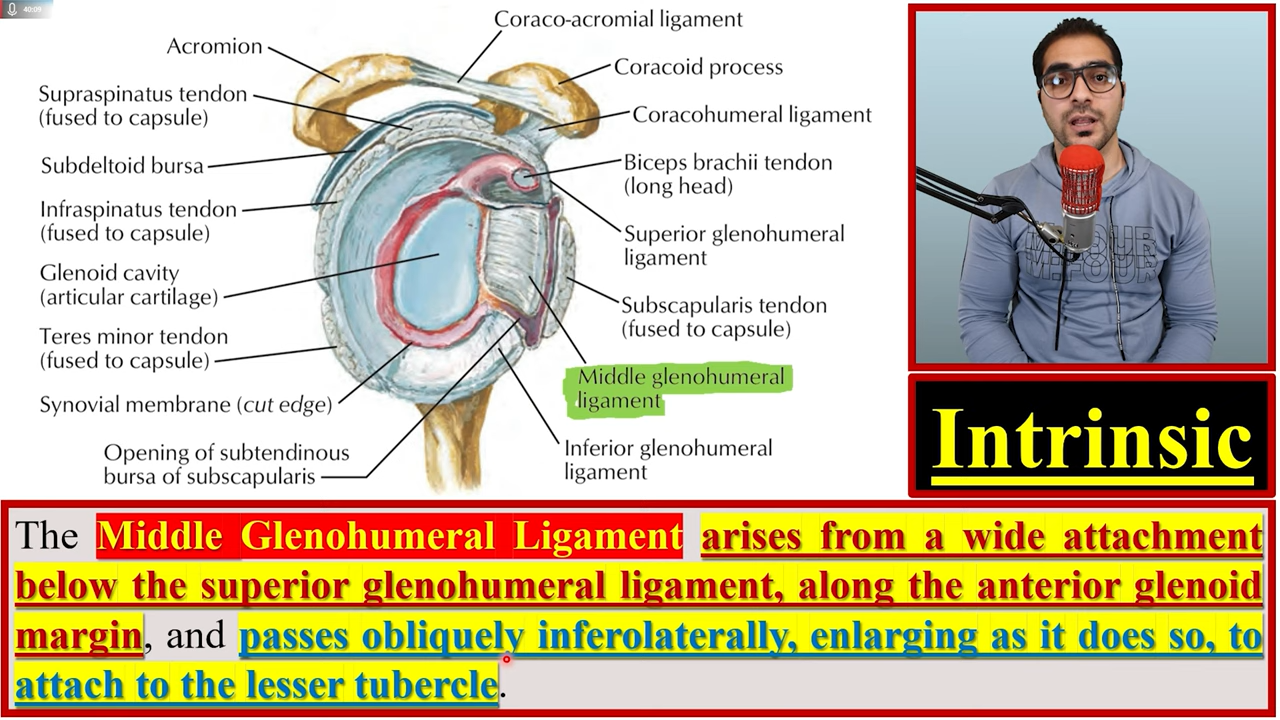 40:09
Coraco-acromial ligament
Acromion
Coracoid process
Supraspinatus tendon
(fused to capsule)
Coracohumeral ligament
Subdeltoid bursa
Biceps brachii tendon
(long head)
Infraspinatus tendon
(fused to capsule)
Superior glenohumeral
ligament
Glenoid cavity
(articular cartilage)
Subscapularis tendon
(fused to capsule)
Teres minor tendon
(fused to capsule)
Middle glenohumeral
ligament
Synovial membrane (cut edge)
Opening of subtendinous
bursa of subscapularis
Inferior glenohumeral
ligament
Intrinsic
The Middle Glenohumeral Ligament arises from a wide attachment
below the superior glenohumeral ligament, along the anterior glenoid
margin, and passes obliquely inferolaterally, enlarging as it does so, to
attach to the lesser tubercle.